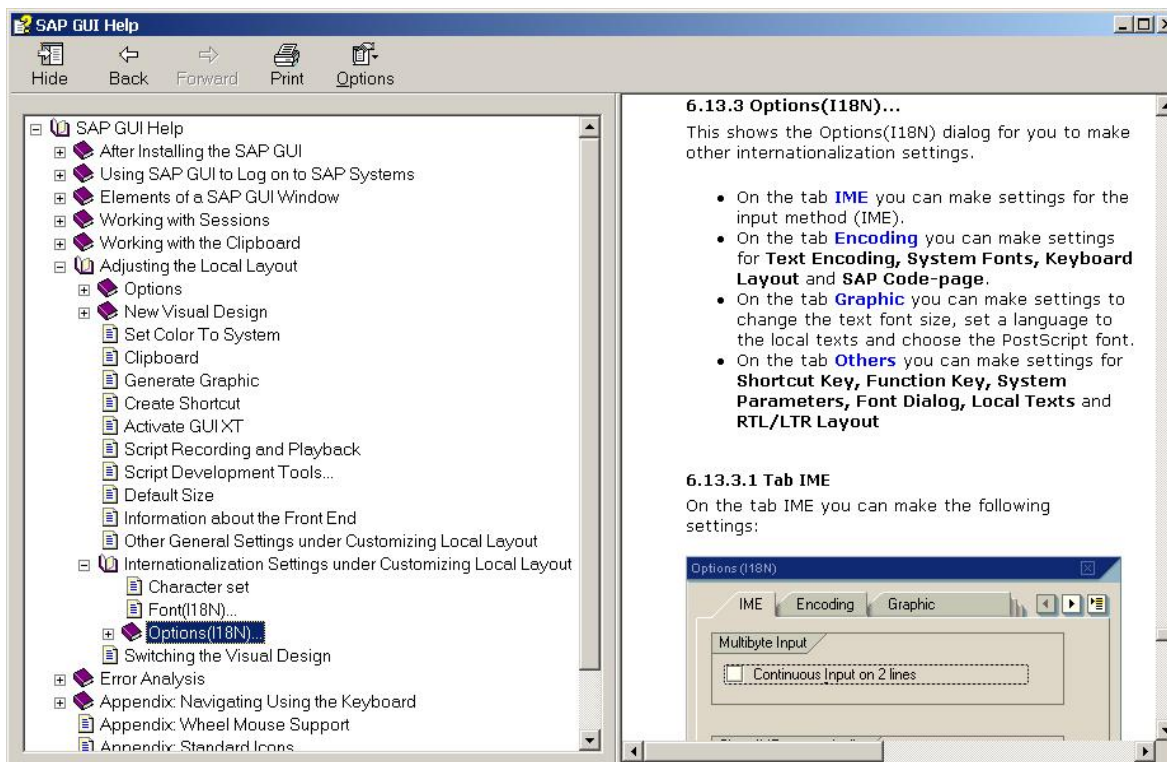 SAP GUI Help
Hide Back Forward Print Options
SAP GUI Help
After Installing the SAP GUI
Using SAP GUI to Log on to SAP Systems
Elements of a SAP GUI Window
Working with Sessions
Working with the Clipboard
Adjusting the Local Layout
Options
New Visual Design
Set Color To System
Clipboard
Generate Graphic
Create Shortcut
Activate GUI XT
Script Recording and Playback
Script Development Tools...
Default Size
Information about the Front End
Other General Settings under Customizing Local Layout
Internationalization Settings under Customizing Local Layout
Character set
Font(I18N)...
Options(I18N)...
Switching the Visual Design
Error Analysis
Appendix: Navigating Using the Keyboard
Appendix: Wheel Mouse Support
Appendix: Standard Icons
6.13.3 Options(I18N)...
This shows the Options(I18N) dialog for you to make
other internationalization settings.
• On the tab IME you can make settings for the
input method (IME).
• On the tab Encoding you can make settings
for Text Encoding, System Fonts, Keyboard
Layout and SAP Code-page.
• On the tab Graphic you can make settings to
change the text font size, set a language to
the local texts and choose the PostScript font.
• On the tab Others you can make settings for
Shortcut Key, Function Key, System
Parameters, Font Dialog, Local Texts and
RTL/LTR Layout
6.13.3.1 Tab IME
On the tab IME you can make the following
settings:
Options (I18N)
IME Encoding Graphic
Multibyte Input
Continuous Input on 2 lines